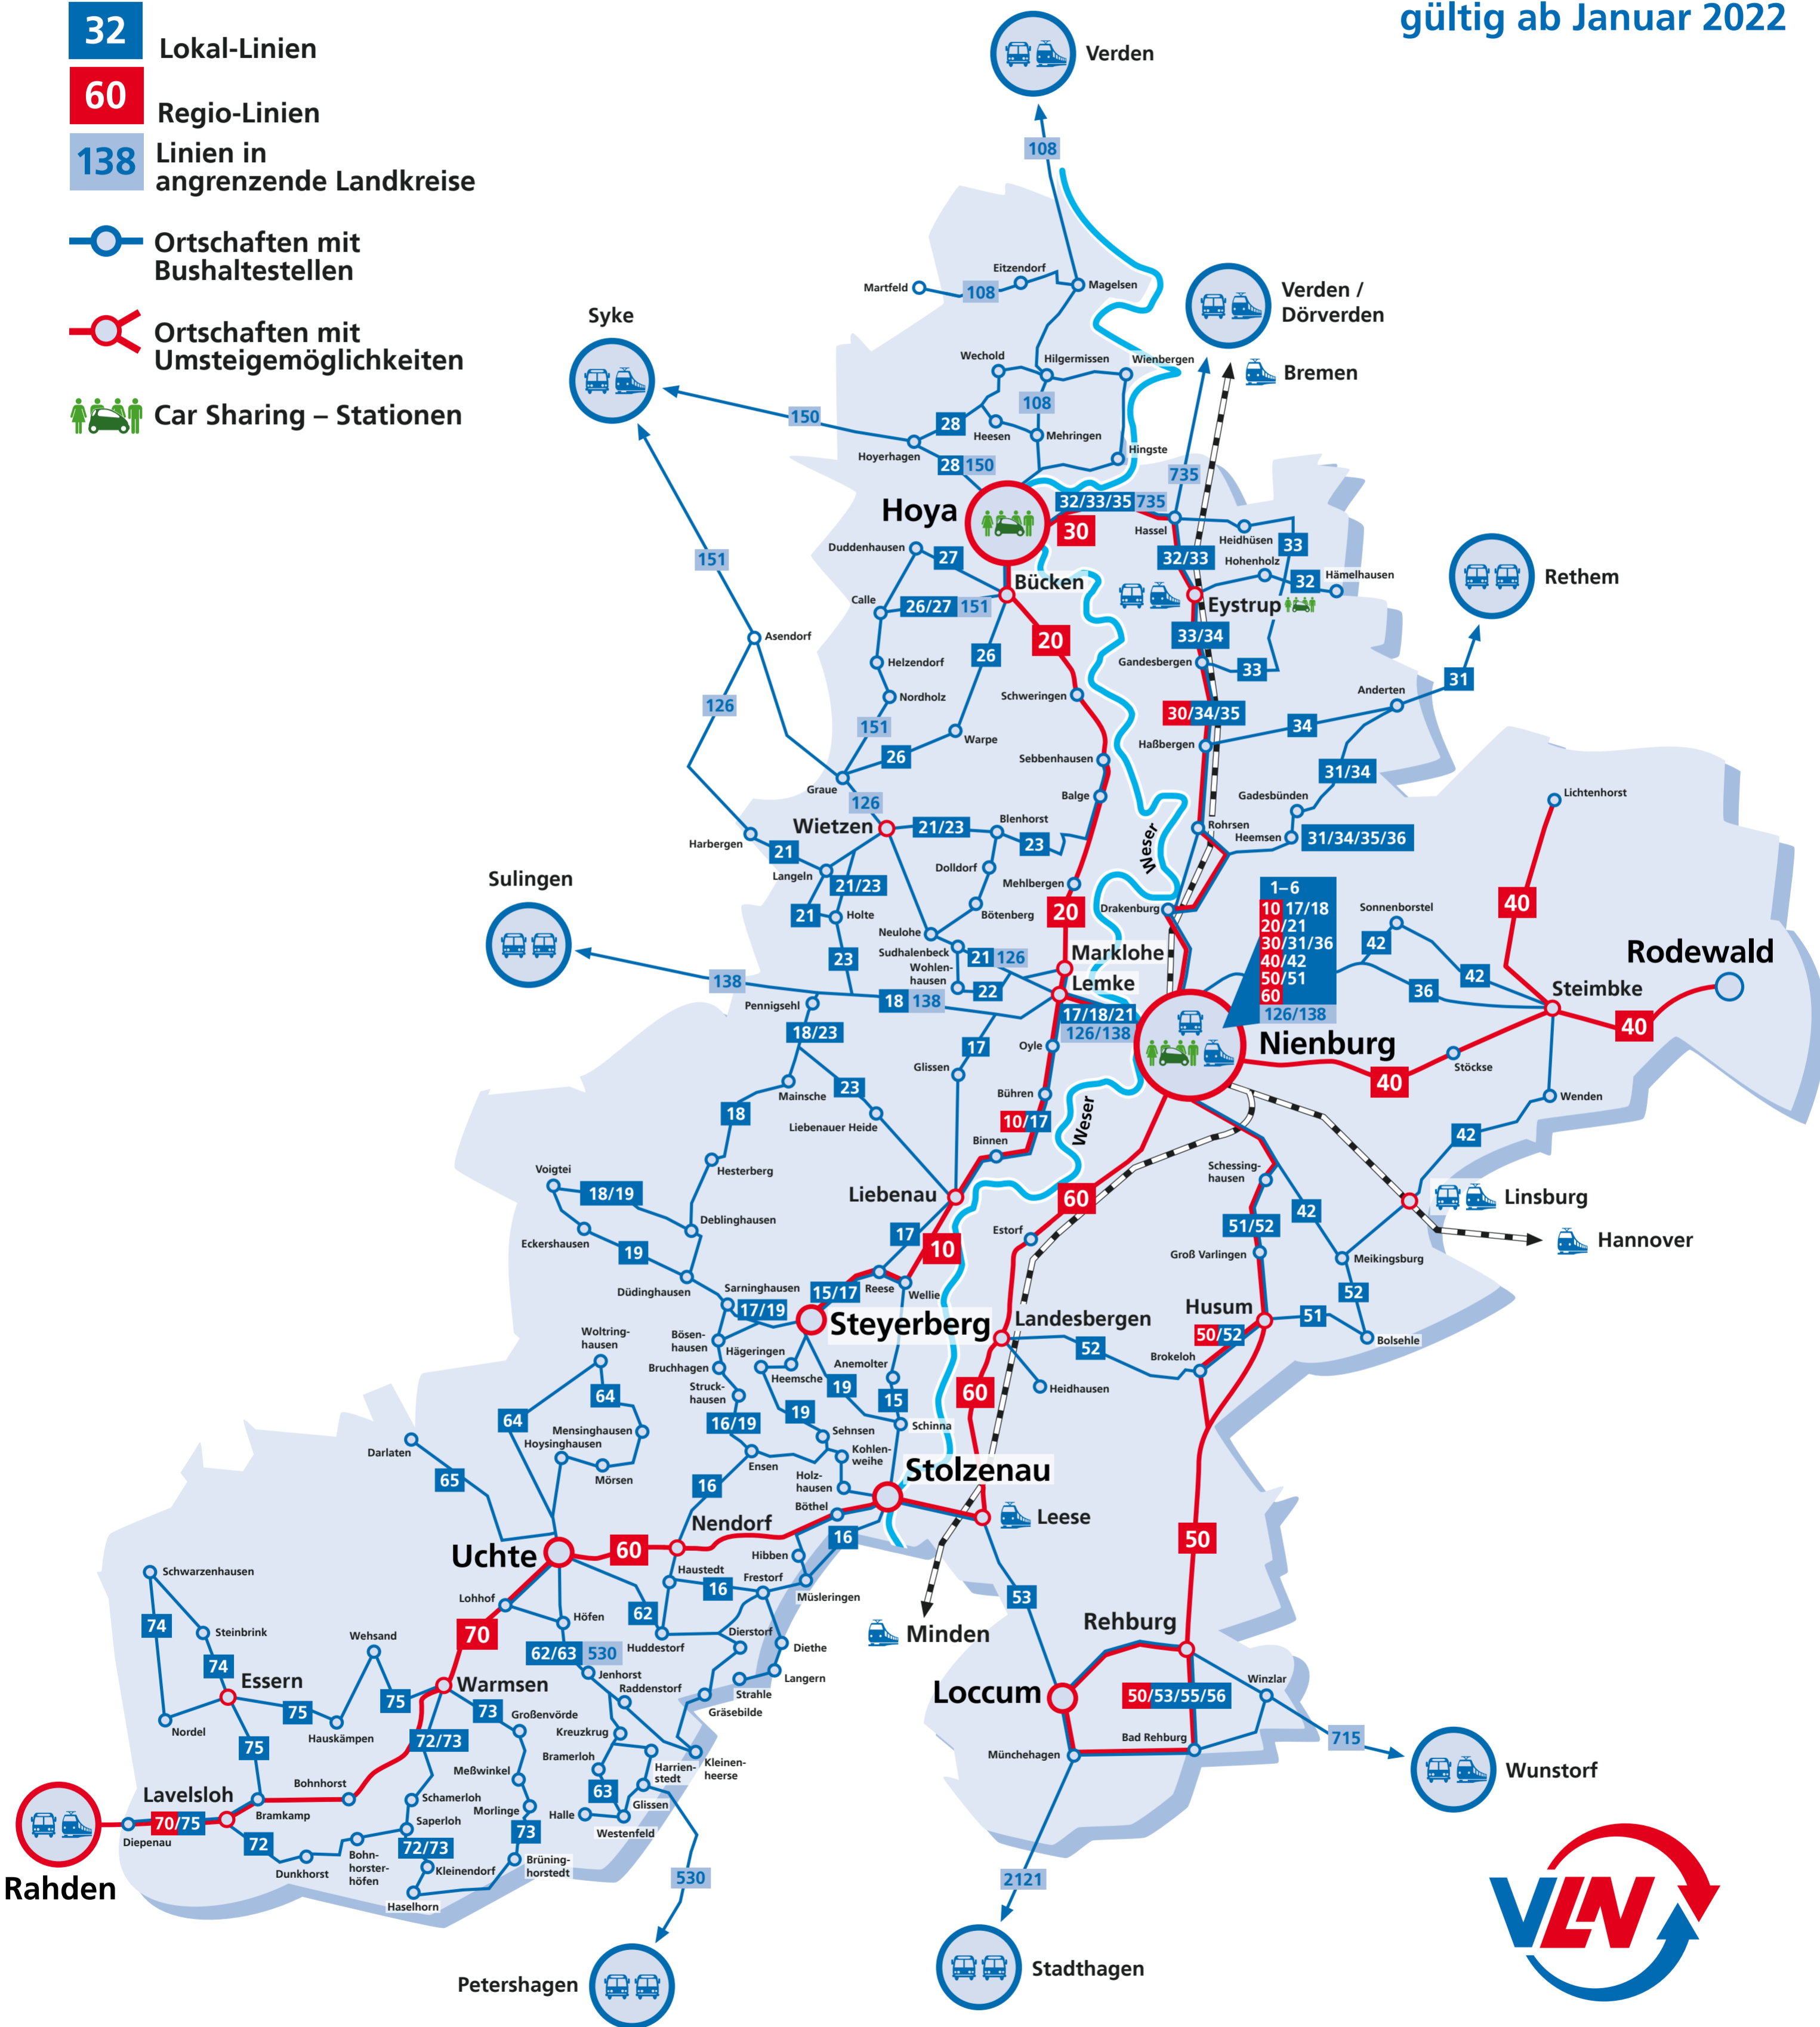 gültig ab Januar 2022
32
Lokal-Linien
60
Regio-Linien
138
Linien in
angrenzende Landkreise
Ortschaften mit
Bushaltestellen
Ortschaften mit
Umsteigemöglichkeiten
Car Sharing – Stationen
Verden
108
Eitzendorf
Martfeld
108
Magelsen
Verden /
Dörverden
Syke
Wechold
Hilgermissen
Wienbergen
Bremen
108
150
28
Heesen
Mehringen
Hoyerhagen
Hingste
28 150
735
Hoya
32/33/35 735
30
Hassel
Heidhüsen
33
Duddenhausen
27
32/33
Hohenholz
32
Hämelhausen
Rethem
151
Bücken
Calle
26/27 151
Eystrup
20
33/34
Asendorf
26
Helzendorf
Gandesbergen
33
31
Nordholz
Schweringen
Anderten
126
151
30/34/35
34
Warpe
Haßbergen
26
Sebbenhausen
31/34
Graue
Balge
Gadesbünden
Lichtenhorst
126
Wietzen
21/23
Blenhorst
Rohrsen
Heemsen
31/34/35/36
Harbergen
23
Weser
21
Langeln
Dolldorf
21/23
Mehlbergen
Sulingen
1–6
21
Holte
Bötenberg
20
Drakenburg
10 17/18
Sonnenborstel
40
20/21
Neulohe
30/31/36
42
Sudhalenbeck
Marklohe
40/42
Rodewald
23
21 126
Wohlen-
hausen
50/51
42
138
Lemke
60
36
Steimbke
22
Pennigsehl
18 138
17/18/21
126/138
126/138
40
18/23
17
Oyle
Nienburg
Glissen
Stöckse
40
Mainsche
23
Bühren
Wenden
18
Liebenauer Heide
10/17
Weser
42
Binnen
Hesterberg
Schessing-
hausen
Voigtei
18/19
Liebenau
60
Linsburg
42
Deblinghausen
17
Estorf
51/52
Eckershausen
19
10
Groß Varlingen
Meikingsburg
Hannover
Düdinghausen
Sarninghausen
15/17
Reese
Wellie
52
17/19
Husum
51
Steyerberg
Landesbergen
Woltring-
hausen
Bösen-
hausen
50/52
Bolsehle
Hägeringen
52
Brokeloh
Bruchhagen
Heemsche
Anemolter
19
Struck-
hausen
15
60
Heidhausen
64
64
16/19
19
Mensinghausen
Sehnsen
Schinna
Hoysinghausen
Darlaten
Kohlen-
weihe
Ensen
Stolzenau
65
Mörsen
16
Holz-
hausen
Böthel
Leese
Nendorf
16
50
Uchte
60
Hibben
Schwarzenhausen
Haustedt
16
Frestorf
Müsleringen
53
Lohhof
62
74
Höfen
Rehburg
Steinbrink
70
Wehsand
Minden
Dierstorf
62/63 530
Huddestorf
Diethe
74
Jenhorst
Essern
Raddenstorf
Langern
Winzlar
Warmsen
Strahle
Loccum
50/53/55/56
75
75
73
Großenvörde
Gräsebilde
Nordel
Hauskämpen
Kreuzkrug
715
Bad Rehburg
75
72/73
Bramerloh
Münchehagen
Harrien-
stedt
Kleinen-
heerse
Meßwinkel
Wunstorf
Bohnhorst
63
Lavelsloh
Schamerloh
Glissen
Bramkamp
Morlinge
Halle
70/75
Saperloh
Diepenau
73
Westenfeld
72
72/73
Bohn-
horster-
höfen
Dunkhorst
Kleinendorf
Brüning-
horstedt
530
2121
Rahden
Haselhorn
Petershagen
Stadthagen
VLN